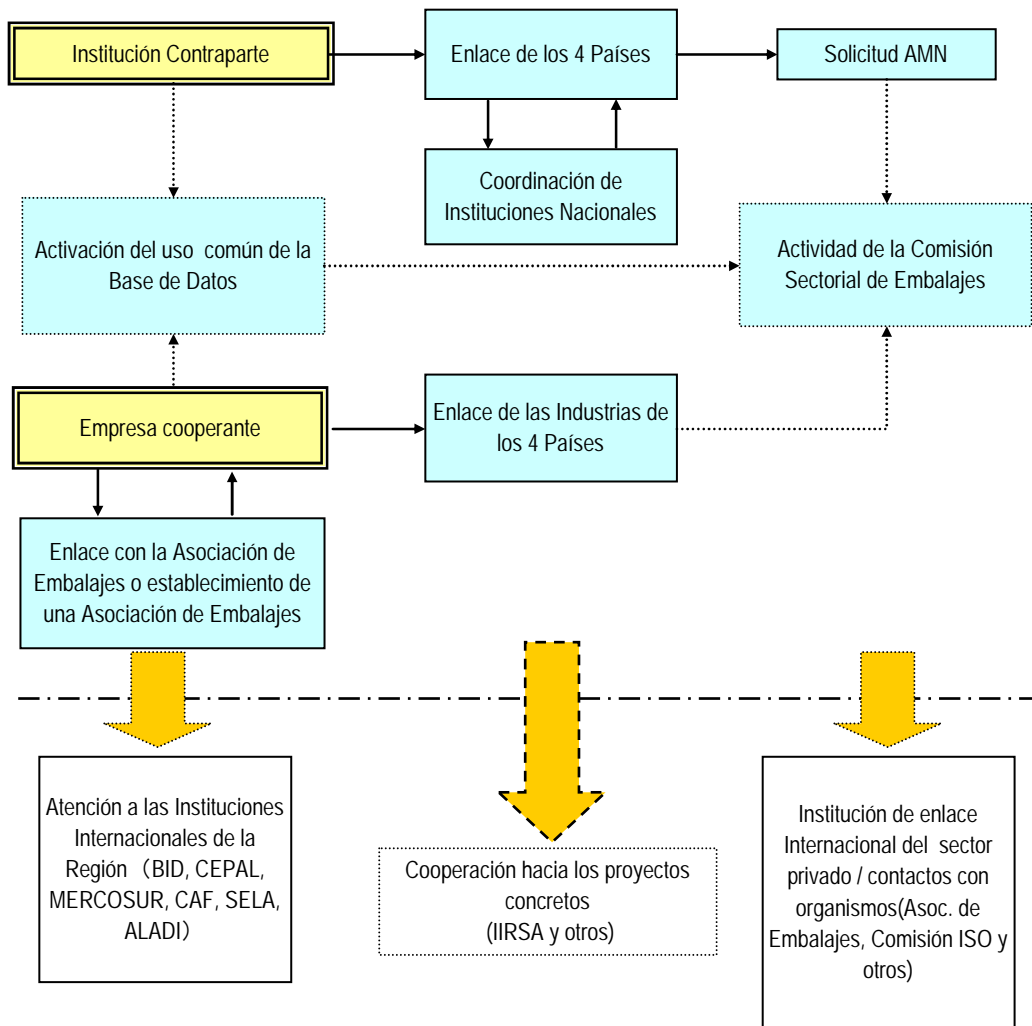 Institución Contraparte
Enlace de los 4 Países
Solicitud AMN
Coordinación de
Instituciones Nacionales
Activación del uso común de la
Base de Datos
Actividad de la Comisión
Sectorial de Embalajes
Empresa cooperante
Enlace de las Industrias de
los 4 Países
Enlace con la Asociación de
Embalajes o establecimiento de
una Asociación de Embalajes
Atención a las Instituciones
Internacionales de la
Región (BID, CEPAL,
MERCOSUR, CAF, SELA,
ALADI)
Cooperación hacia los proyectos
concretos
(IIRSA y otros)
Institución de enlace
Internacional del sector
privado / contactos con
organismos(Asoc. de
Embalajes, Comisión ISO y
otros)